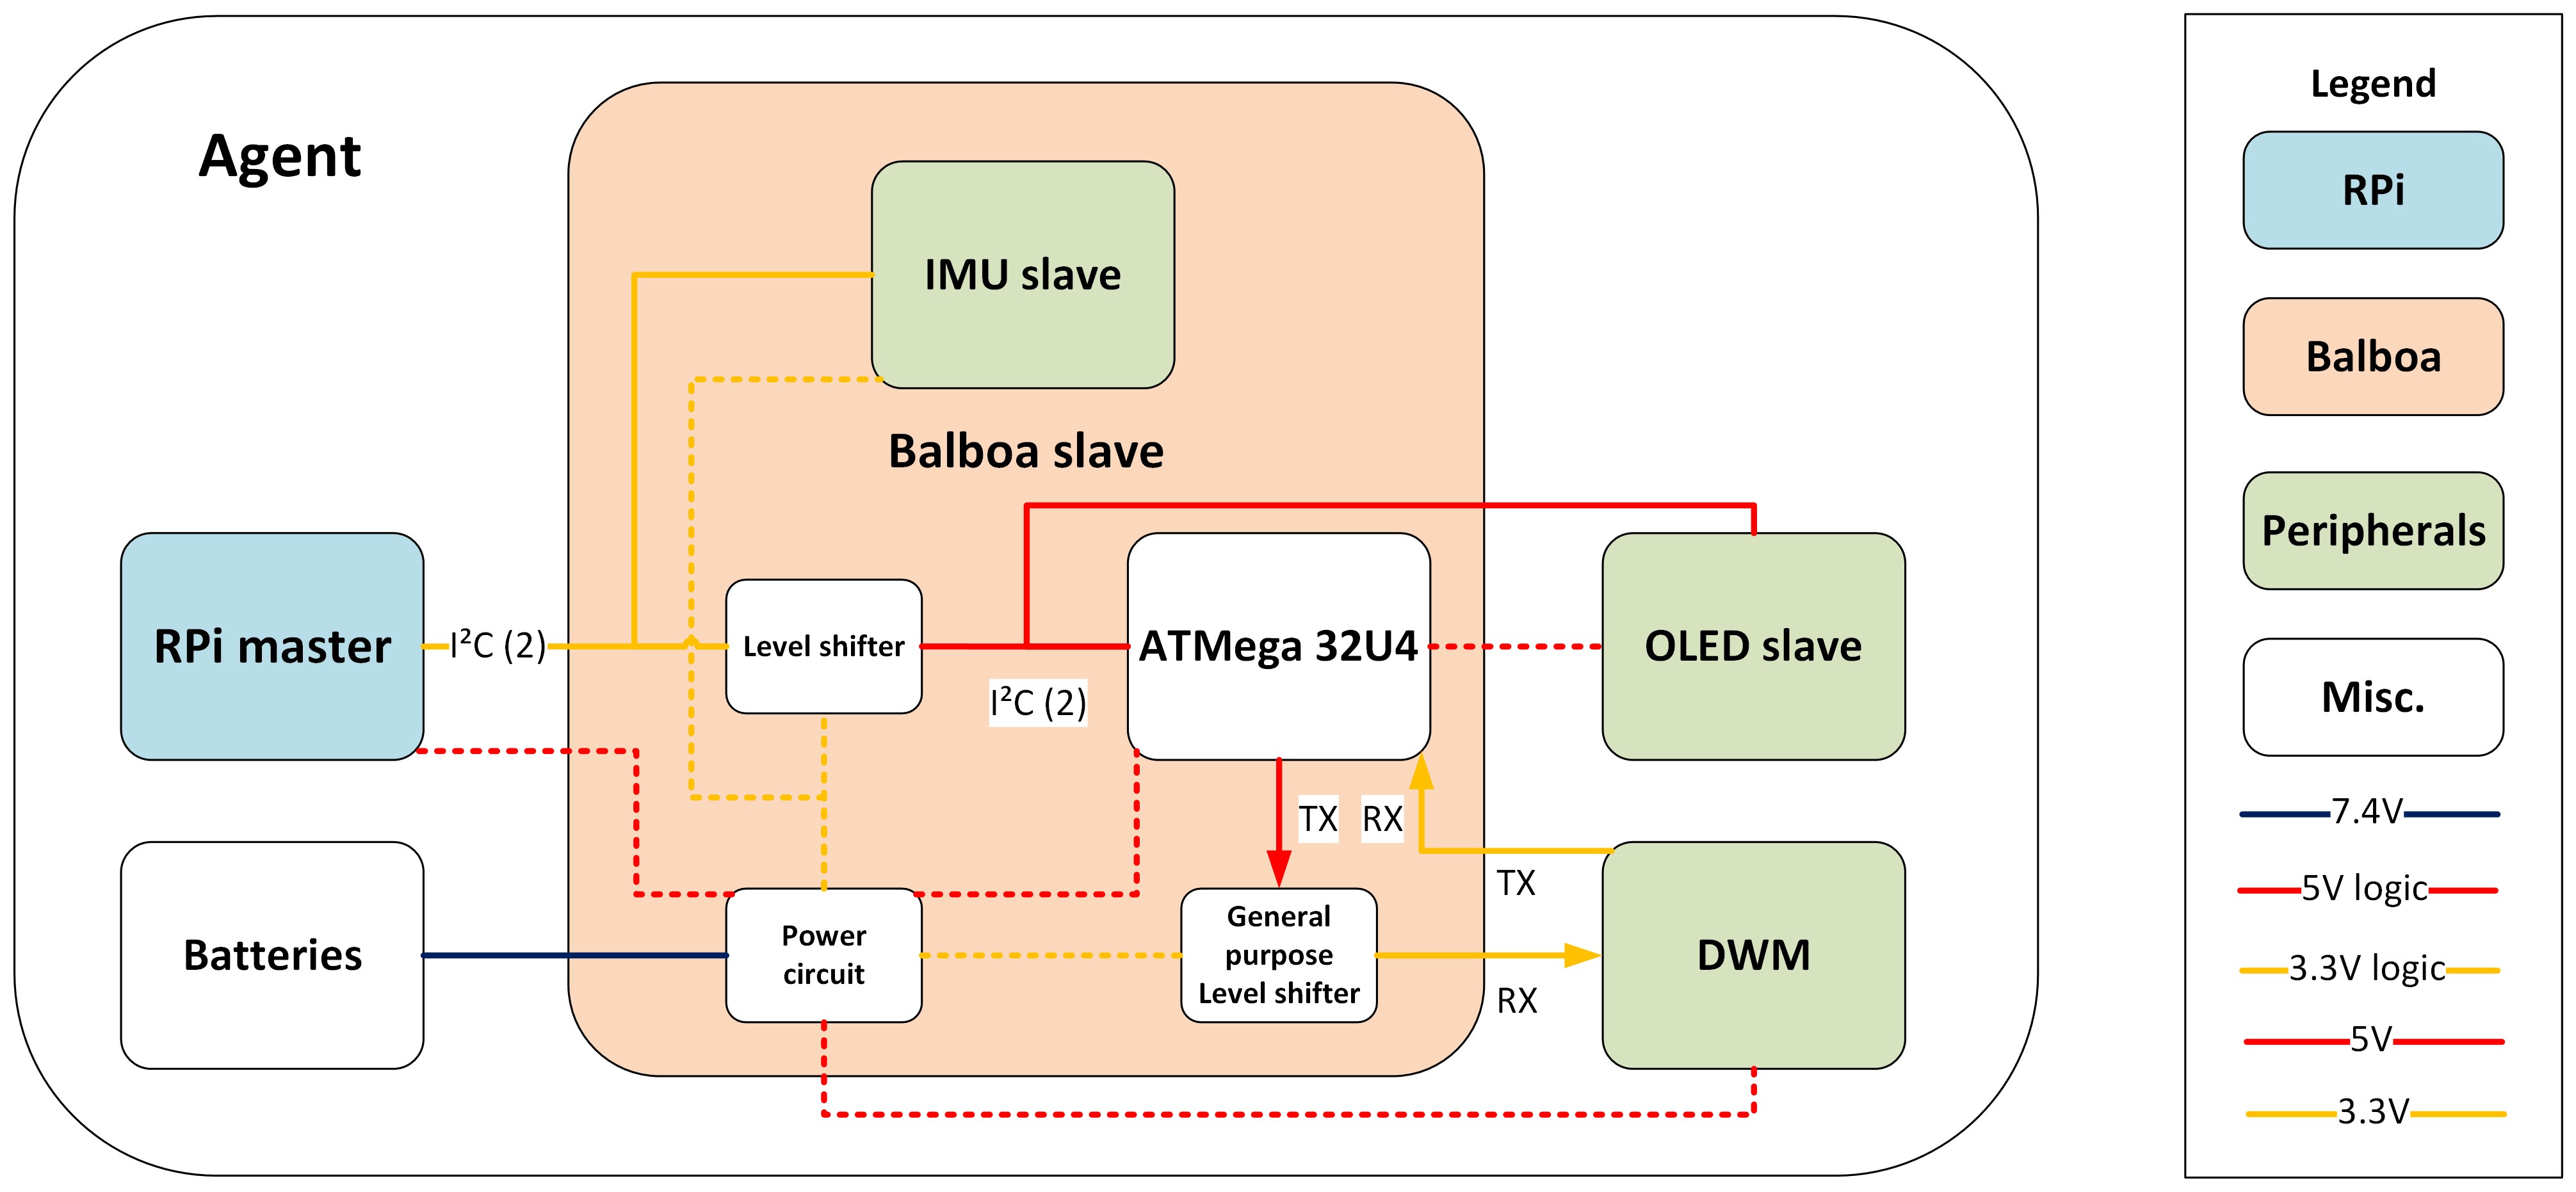 Agent
IMU slave
Balboa slave
RPi master
I²C (2)
Level shifter
I²C (2)
ATMega 32U4
OLED slave
TX
RX
TX
RX
Batteries
Power
circuit
General
purpose
Level shifter
DWM
Legend
RPi
Balboa
Peripherals
Misc.
7.4V
5V logic
3.3V logic
5V
3.3V